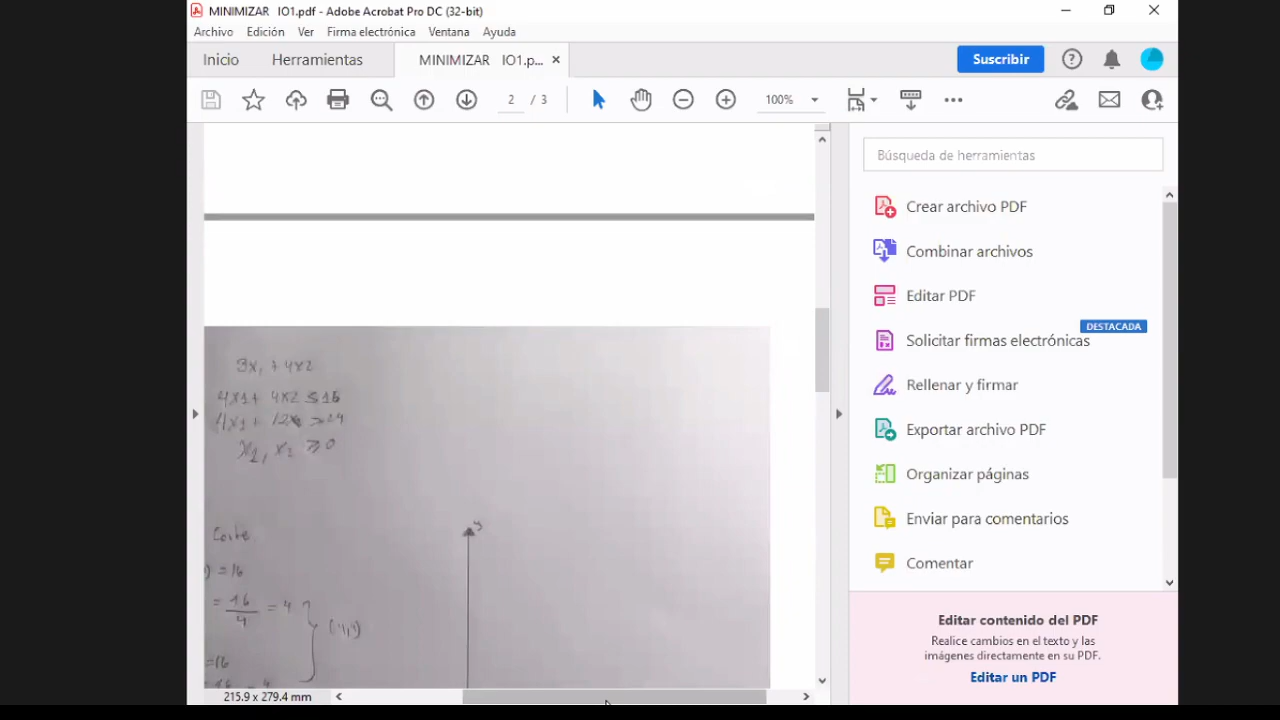 MINIMIZAR IO1.pdf - Adobe Acrobat Pro DC (32-bit)
Archivo Edición Ver Firma electrónica Ventana Ayuda
Inicio Herramientas MINIMIZAR IO1.p... × Suscribir
2 / 3 100%
Búsqueda de herramientas
Crear archivo PDF
Combinar archivos
Editar PDF
DESTACADA
Solicitar firmas electrónicas
Rellenar y firmar
Exportar archivo PDF
Organizar páginas
Enviar para comentarios
Comentar
Editar contenido del PDF
Realice cambios en el texto y las
imágenes directamente en su PDF.
Editar un PDF
3x1 + 4x2
4x1 + 4x2 ≤ 16
x1, x2 ≥ 0
Corte
y
) = 16
= 16/4 = 4
(4,4)
=16
215.9 x 279.4 mm